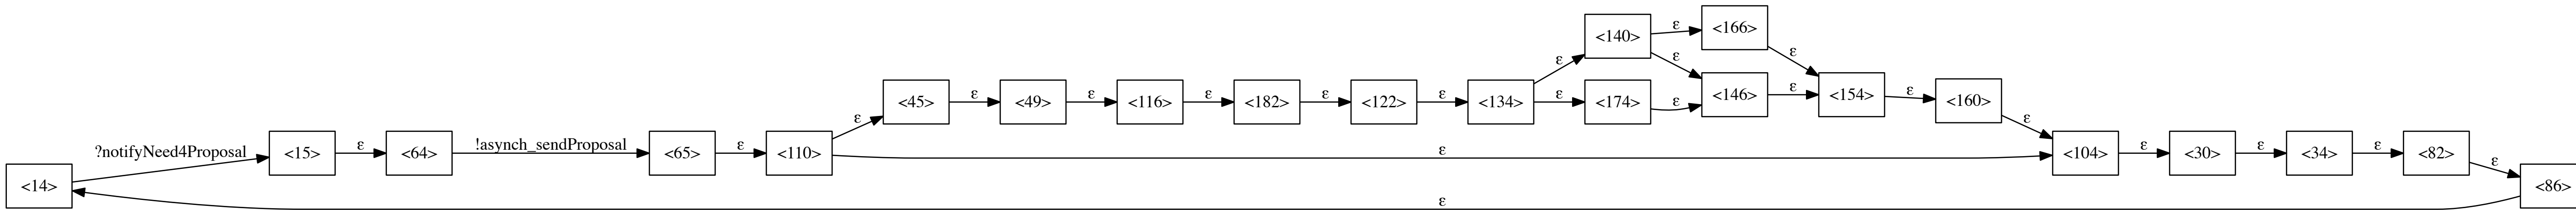 <14>
?notifyNeed4Proposal
<15>
ε
<64>
!asynch_sendProposal
<65>
ε
<110>
ε
<45>
ε
<49>
ε
<116>
ε
<182>
ε
<122>
ε
<134>
ε
<140>
ε
<166>
ε
ε
<174>
ε
ε
<146>
ε
<154>
ε
<160>
ε
ε
<104>
ε
<30>
ε
<34>
ε
<82>
ε
<86>
ε